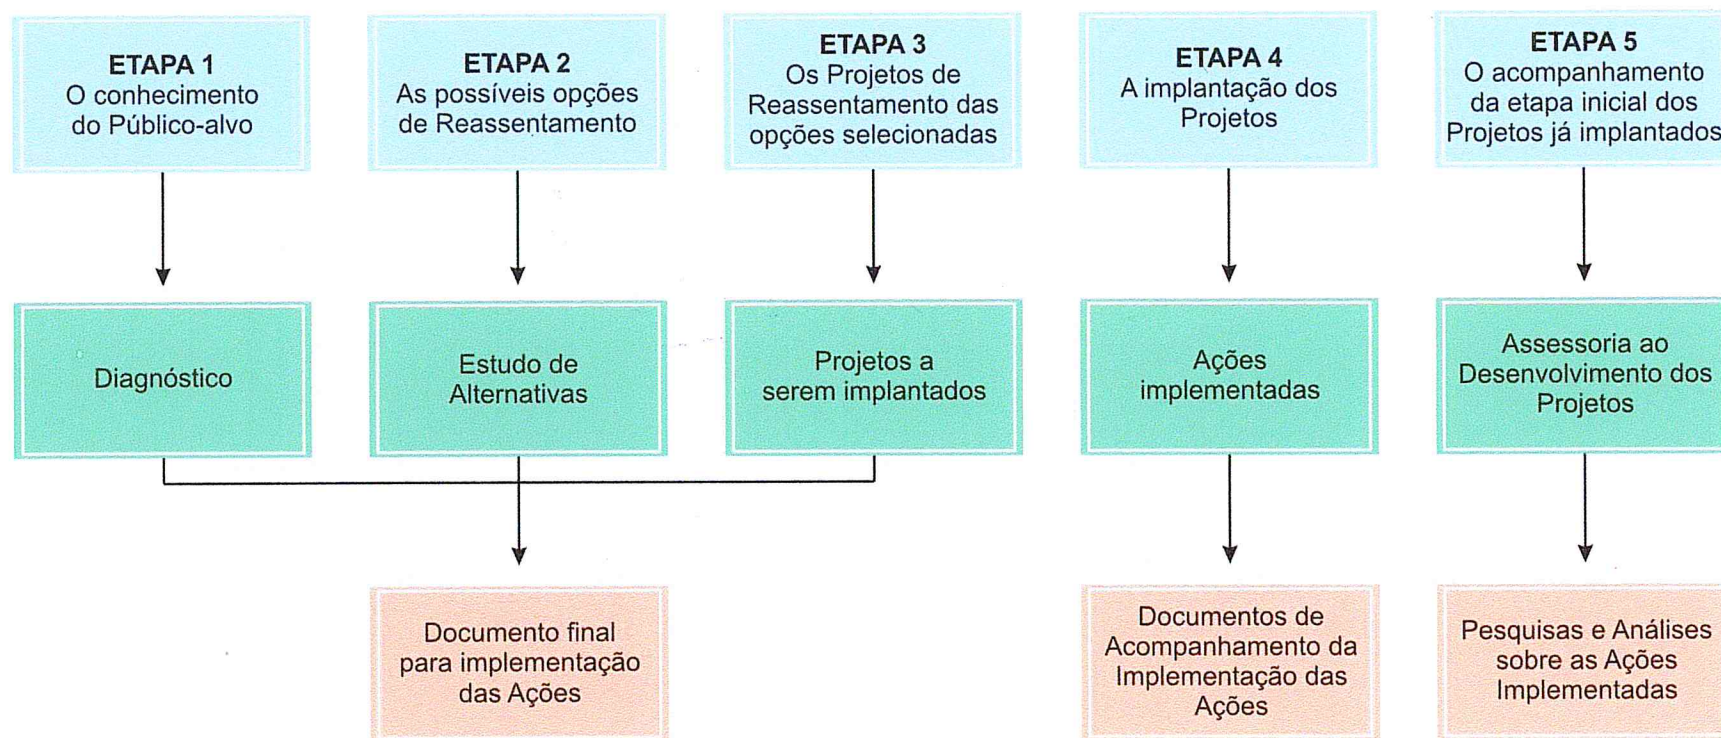 ETAPA 1
O conhecimento
do Público-alvo
ETAPA 2
As possíveis opções
de Reassentamento
ETAPA 3
Os Projetos de
Reassentamento das
opções selecionadas
ETAPA 4
A implantação dos
Projetos
ETAPA 5
O acompanhamento
da etapa inicial dos
Projetos já implantados
Diagnóstico
Estudo de
Alternativas
Projetos a
serem implantados
Ações
implementadas
Assessoria ao
Desenvolvimento dos
Projetos
Documento final
para implementação
das Ações
Documentos de
Acompanhamento da
Implementação das
Ações
Pesquisas e Análises
sobre as Ações
Implementadas